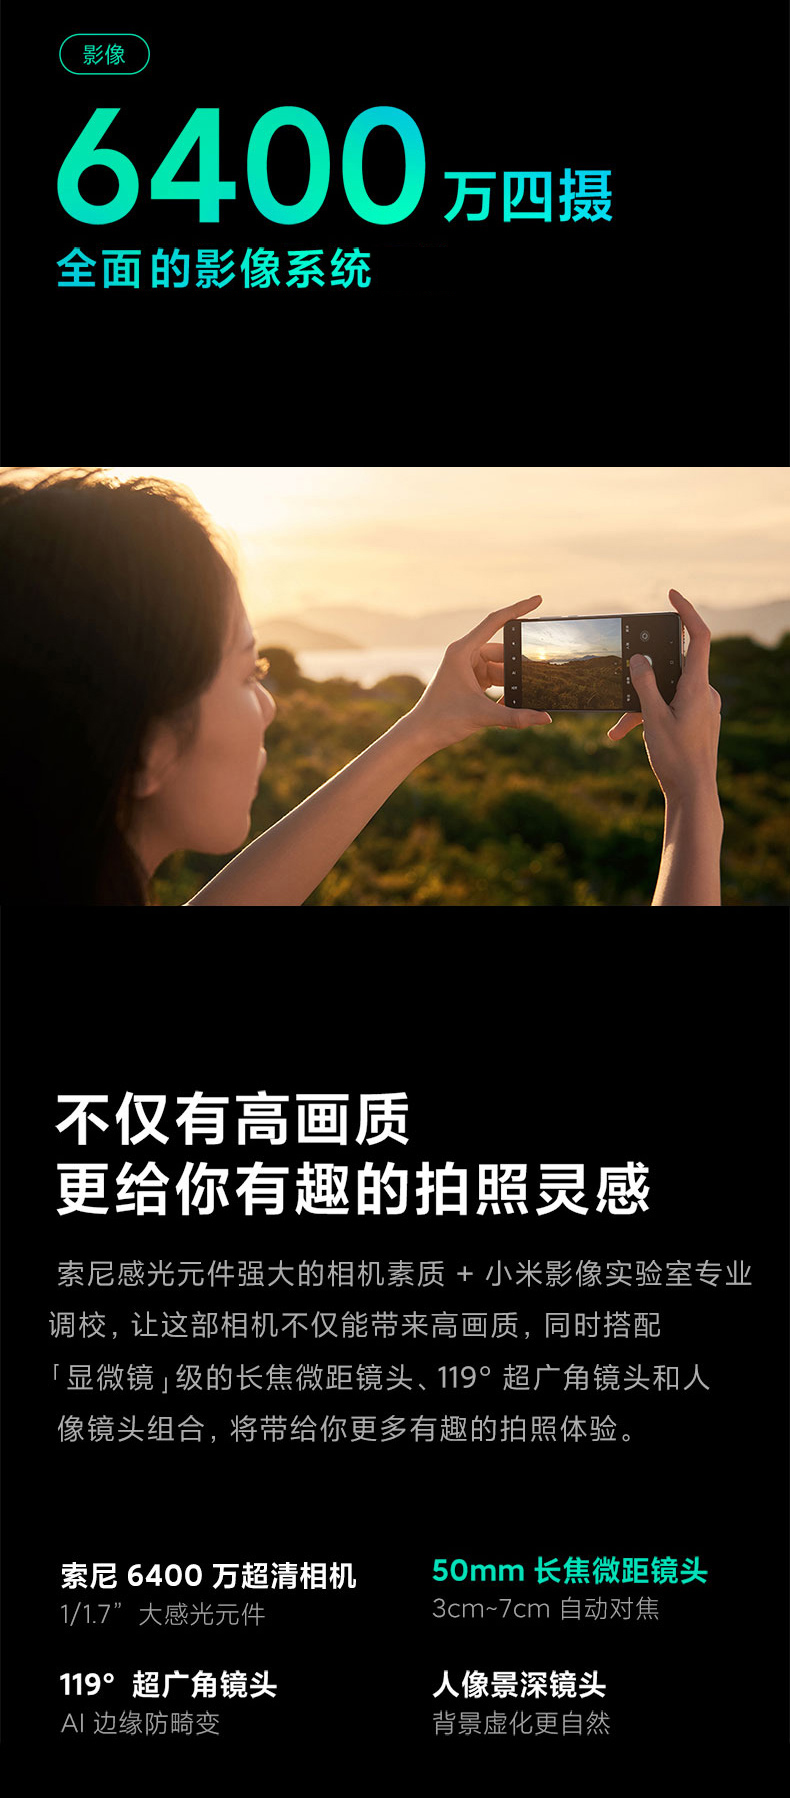 影像
6400万四摄
全面的影像系统
不仅有高画质
更给你有趣的拍照灵感
索尼感光元件强大的相机素质 + 小米影像实验室专业
调校, 让这部相机不仅能带来高画质, 同时搭配
「显微镜」级的长焦微距镜头、119° 超广角镜头和人
像镜头组合, 将带给你更多有趣的拍照体验。
索尼 6400 万超清相机
1/1.7” 大感光元件
50mm 长焦微距镜头
3cm~7cm 自动对焦
119° 超广角镜头
AI 边缘防畸变
人像景深镜头
背景虚化更自然